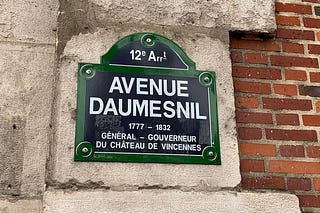 12e Arrt
AVENUE
DAUMESNIL
1777 - 1832
GÉNÉRAL - GOUVERNEUR
DU CHÂTEAU DE VINCENNES